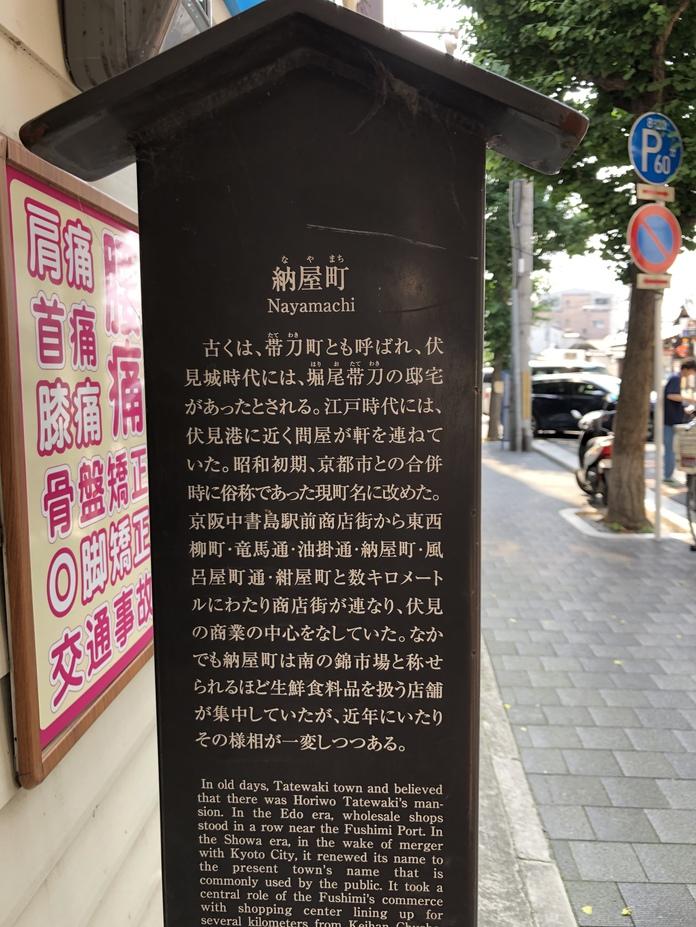 納屋町
Nayamachi
古くは、帯刀町とも呼ばれ、伏
見城時代には、堀尾帯刀の邸宅
があったとされる。江戸時代には、
伏見港に近く問屋が軒を連ねて
いた。昭和初期、京都市との合併
時に俗称であった現町名に改めた。
京阪中書島駅前商店街から東西
柳町・竜馬通・油掛通・納屋町・風
呂屋町通・紺屋町と数キロメート
ルにわたり商店街が連なり、伏見
の商業の中心をなしていた。なか
でも納屋町は南の錦市場と称せ
られるほど生鮮食料品を扱う店舗
が集中していたが、近年にいたり
その様相が一変しつつある。
In old days, Tatewaki town and believed
that there was Horiwo Tatewaki's man-
sion. In the Edo era, wholesale shops
stood in a row near the Fushimi Port. In
the Showa era, in the wake of merger
with Kyoto City, it renewed its name to
the present town's name that is
commonly used by the public. It took a
central role of the Fushimi's commerce
with shopping center lining up for
several kilometers from Keihan Chusho
肩痛
首痛
膝痛
骨盤矯正
O脚矯正
交通事故
P
60